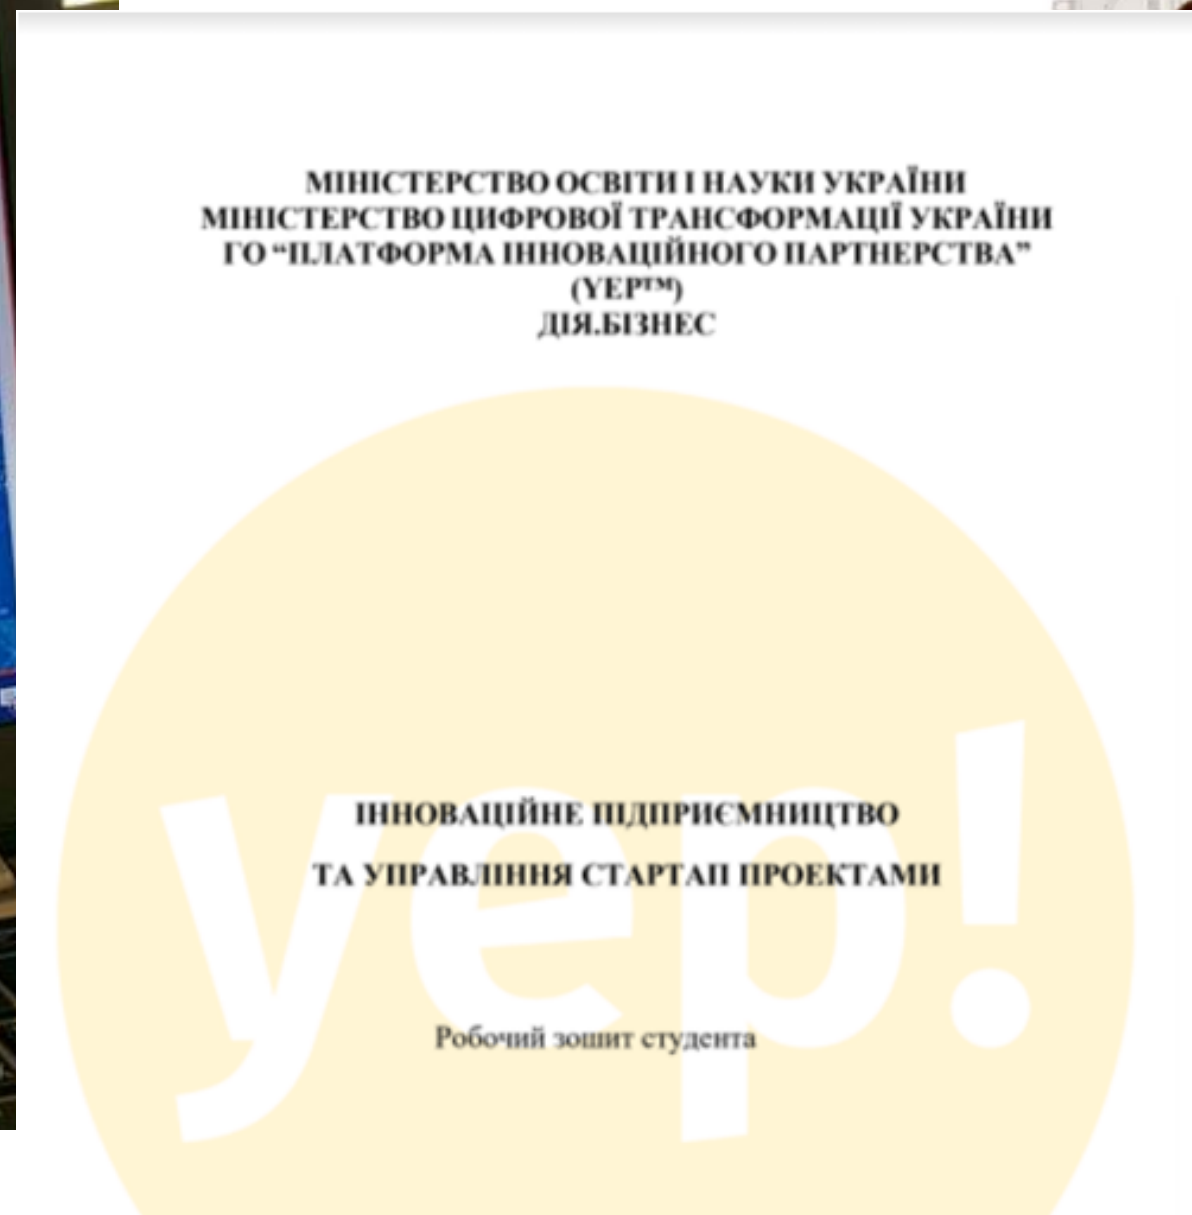 МІНІСТЕРСТВО ОСВІТИ І НАУКИ УКРАЇНИ
МІНІСТЕРСТВО ЦИФРОВОЇ ТРАНСФОРМАЦІЇ УКРАЇНИ
ГО “ПЛАТФОРМА ІННОВАЦІЙНОГО ПАРТНЕРСТВА”
(YEP™)
ДІЯ.БІЗНЕС
ІННОВАЦІЙНЕ ПІДПРИЄМНИЦТВО
ТА УПРАВЛІННЯ СТАРТАП ПРОЕКТАМИ
yep!
Робочий зошит студента